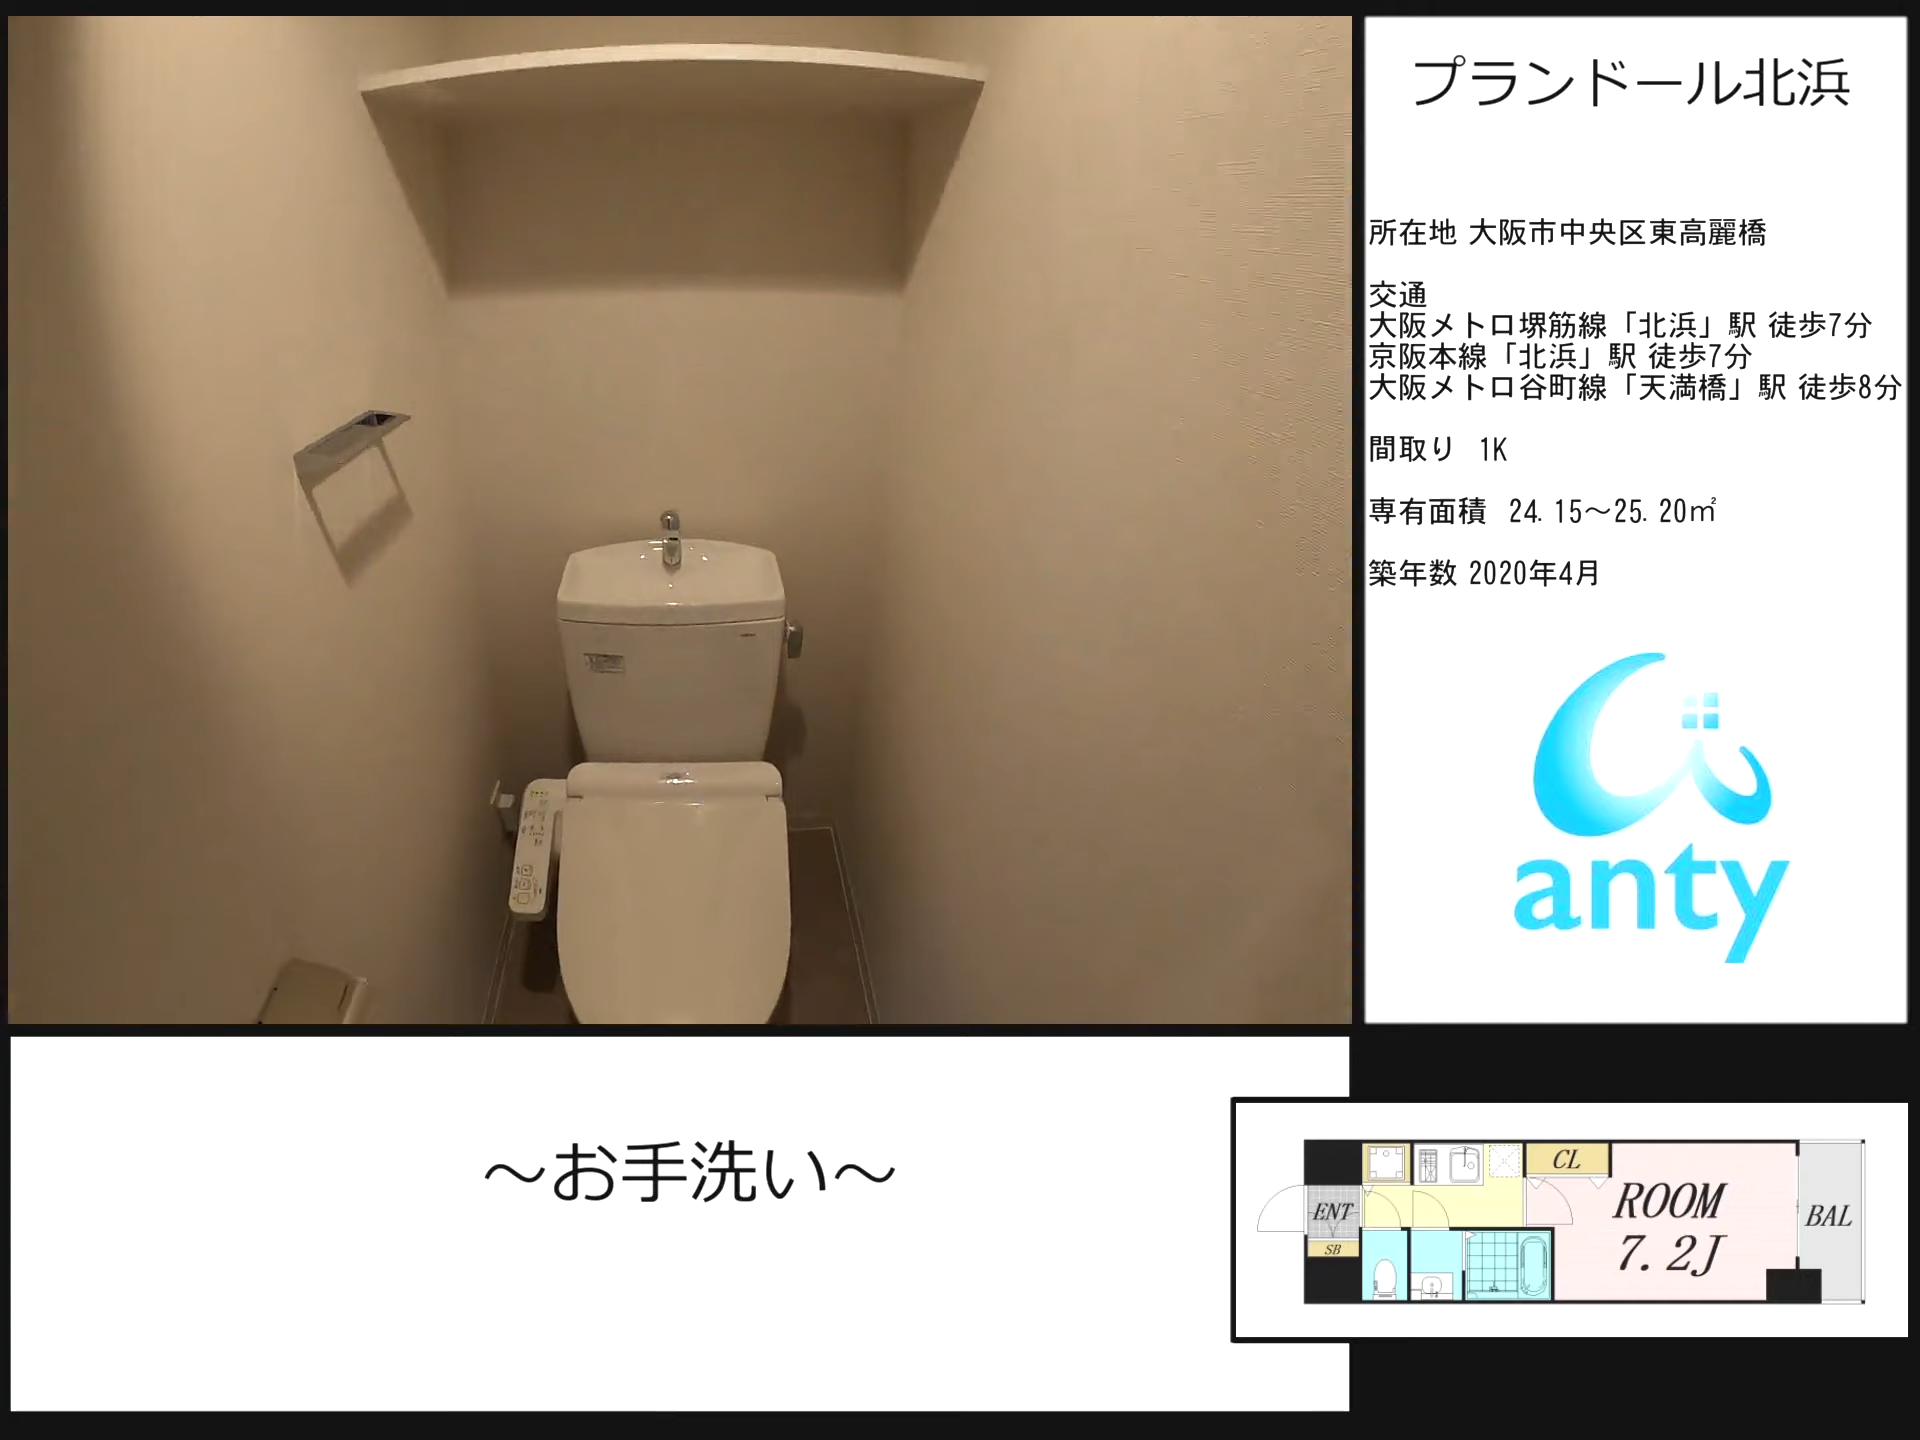 プランドール北浜
所在地 大阪市中央区東高麗橋
交通
大阪メトロ堺筋線「北浜」駅 徒歩7分
京阪本線「北浜」駅 徒歩7分
大阪メトロ谷町線「天満橋」駅 徒歩8分
間取り 1K
専有面積 24.15～25.20㎡
築年数 2020年4月
anty
～お手洗い～
CL
ENT
SB
ROOM
7.2J
BAL